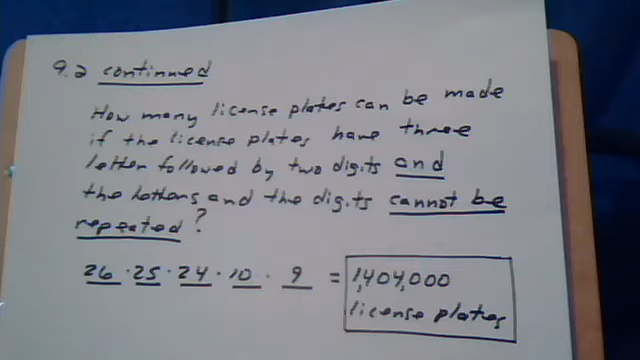 9.2 continued
How many license plates can be made
if the license plates have three
letter followed by two digits and
the letters and the digits cannot be
repeated?
26 · 25 · 24 · 10 · 9 = 1,404,000
license plates